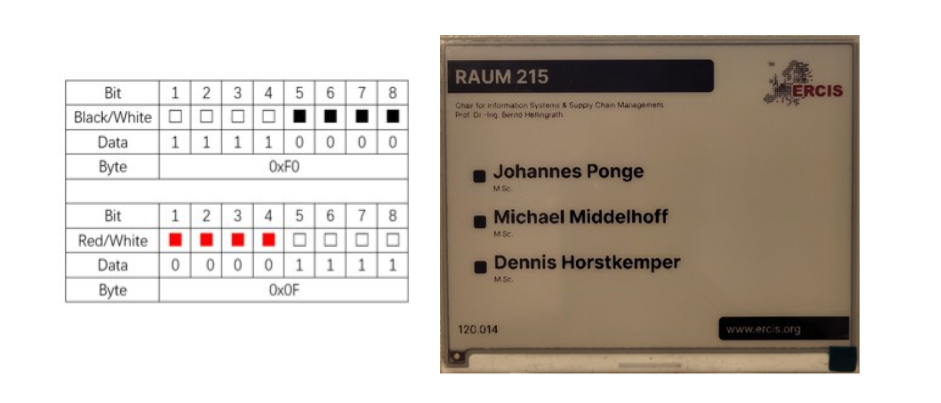 Bit 1 2 3 4 5 6 7 8
Black/White
Data 1 1 1 1 0 0 0 0
Byte 0xF0
Bit 1 2 3 4 5 6 7 8
Red/White
Data 0 0 0 0 1 1 1 1
Byte 0x0F
RAUM 215
ERCIS
Chair for Information Systems & Supply Chain Management
Prof. Dr.-Ing. Bernd Hellingrath
Johannes Ponge
M.Sc.
Michael Middelhoff
M.Sc.
Dennis Horstkemper
M.Sc.
120.014
www.ercis.org